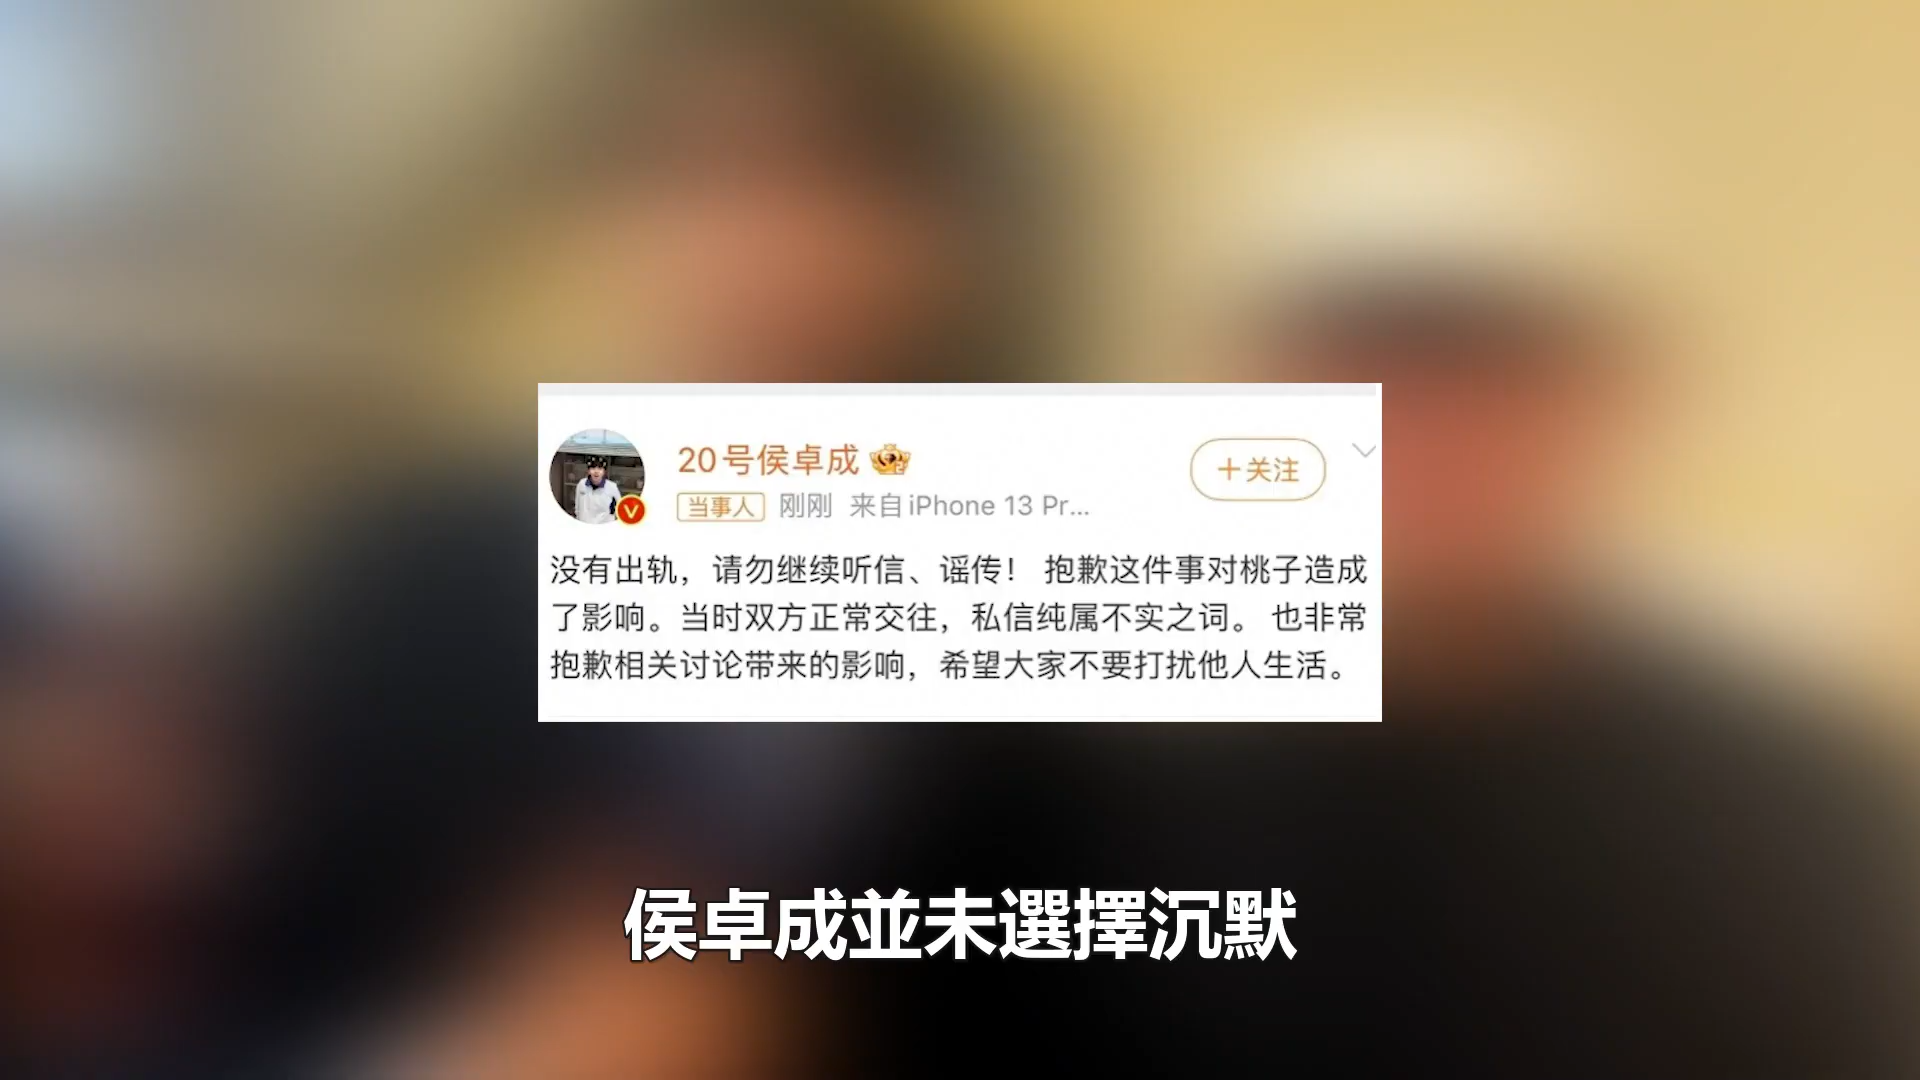 20号侯卓成
+关注
当事人 刚刚 来自iPhone 13 Pr...
没有出轨，请勿继续听信、谣传！ 抱歉这件事对桃子造成
了影响。当时双方正常交往，私信纯属不实之词。 也非常
抱歉相关讨论带来的影响，希望大家不要打扰他人生活。
侯卓成並未選擇沉默